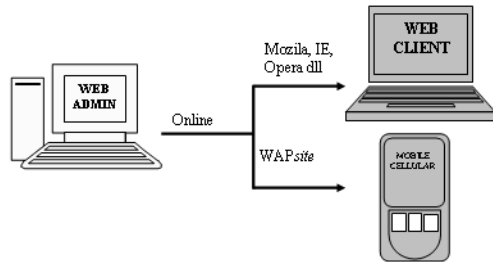 WEB
ADMIN
Online
Mozila, IE,
Opera dll
WAPsite
WEB
CLIENT
MOBILE
CELLULAR